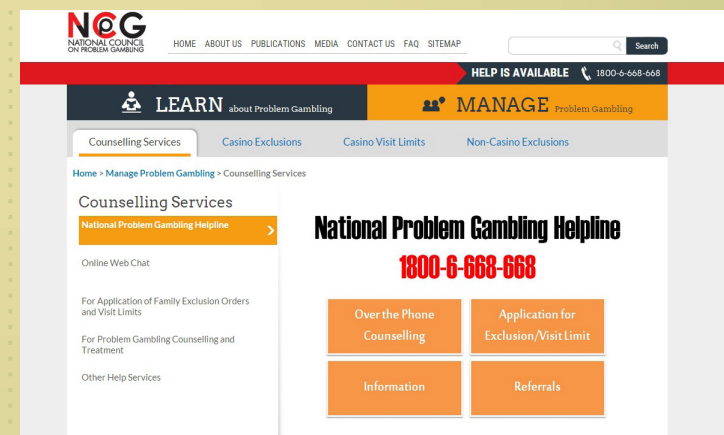 NCPG
NATIONAL COUNCIL
ON PROBLEM GAMBLING
HOME ABOUT US PUBLICATIONS MEDIA CONTACT US FAQ SITEMAP
Search
HELP IS AVAILABLE 1800-6-668-668
LEARN about Problem Gambling
MANAGE Problem Gambling
Counselling Services Casino Exclusions Casino Visit Limits Non-Casino Exclusions
Home > Manage Problem Gambling > Counselling Services
Counselling Services
National Problem Gambling Helpline
Online Web Chat
For Application of Family Exclusion Orders
and Visit Limits
For Problem Gambling Counselling and
Treatment
Other Help Services
National Problem Gambling Helpline
1800-6-668-668
Over the Phone
Counselling
Application for
Exclusion/Visit Limit
Information
Referrals